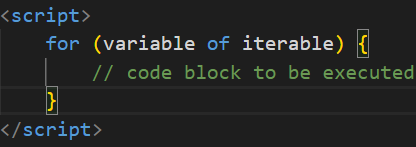 <script>
for (variable of iterable) {
// code block to be executed
}
</script>